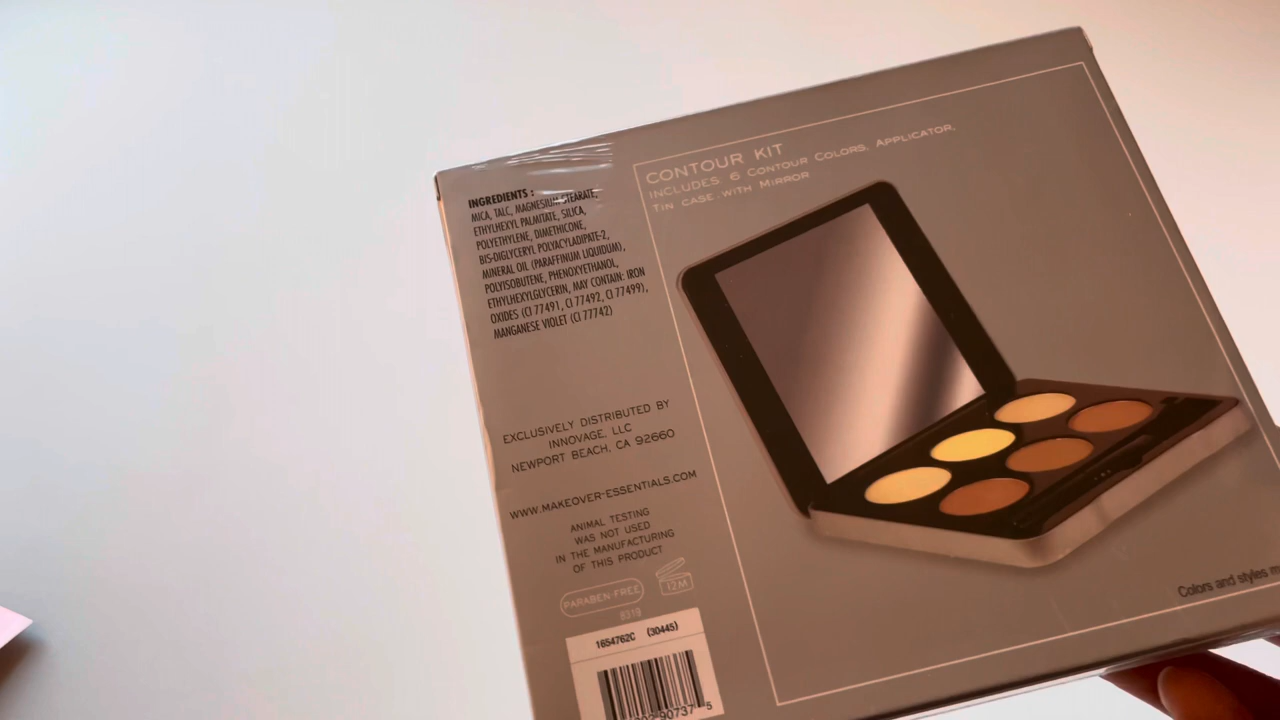 INGREDIENTS :
MICA, TALC, MAGNESIUM STEARATE,
ETHYLHEXYL PALMITATE, SILICA,
POLYETHYLENE, DIMETHICONE,
BIS-DIGLYCERYL POLYACYLADIPATE-2,
MINERAL OIL (PARAFFINUM LIQUIDUM),
POLYISOBUTENE, PHENOXYETHANOL,
ETHYLHEXYLGLYCERIN, MAY CONTAIN: IRON
OXIDES (CI 77491, CI 77492, CI 77499),
MANGANESE VIOLET (CI 77742)
EXCLUSIVELY DISTRIBUTED BY
INNOVAGE, LLC
NEWPORT BEACH, CA 92660
WWW.MAKEOVER-ESSENTIALS.COM
ANIMAL TESTING
WAS NOT USED
IN THE MANUFACTURING
OF THIS PRODUCT
PARABEN-FREE
12M
8319
1654762C (30445)
90737 5
CONTOUR KIT
INCLUDES 6 CONTOUR COLORS, APPLICATOR,
TIN CASE WITH MIRROR
Colors and styles